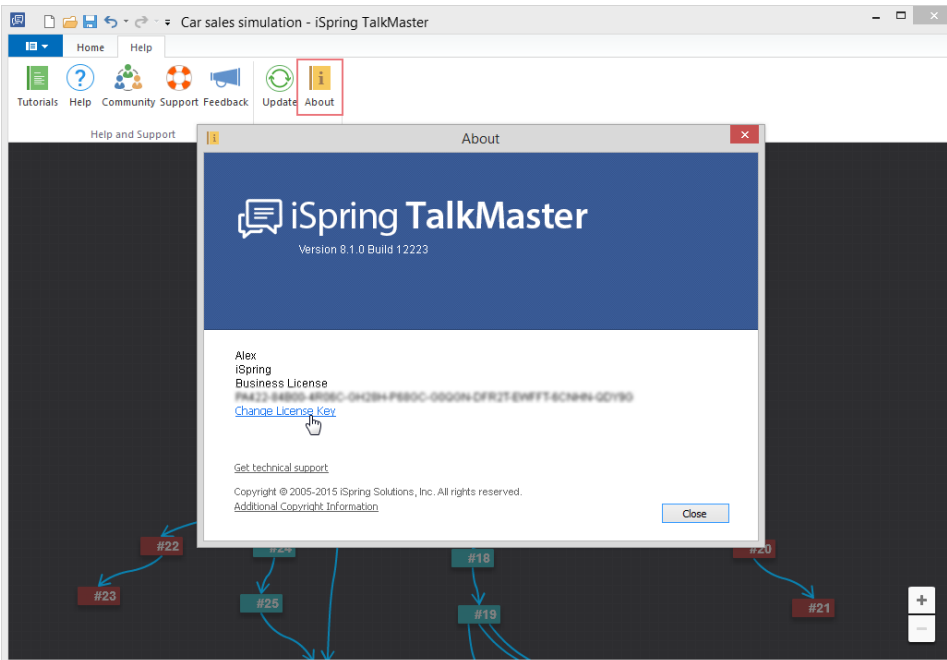 Car sales simulation - iSpring TalkMaster
Home Help
Tutorials Help Community Support Feedback Update About
Help and Support
About
iSpring TalkMaster
Version 8.1.0 Build 12223
Alex
iSpring
Business License
Change License Key
Get technical support
Copyright © 2005-2015 iSpring Solutions, Inc. All rights reserved.
Additional Copyright Information
Close
#22 #24 #18 #20
#23 #25 #19 #21